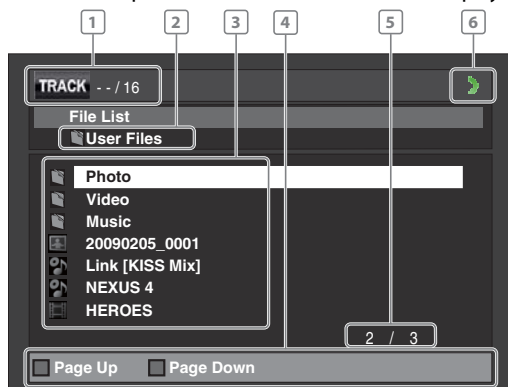 1 2 3 4 5 6
TRACK - - / 16
File List
User Files
Photo
Video
Music
20090205_0001
Link [KISS Mix]
NEXUS 4
HEROES
2 / 3
Page Up Page Down